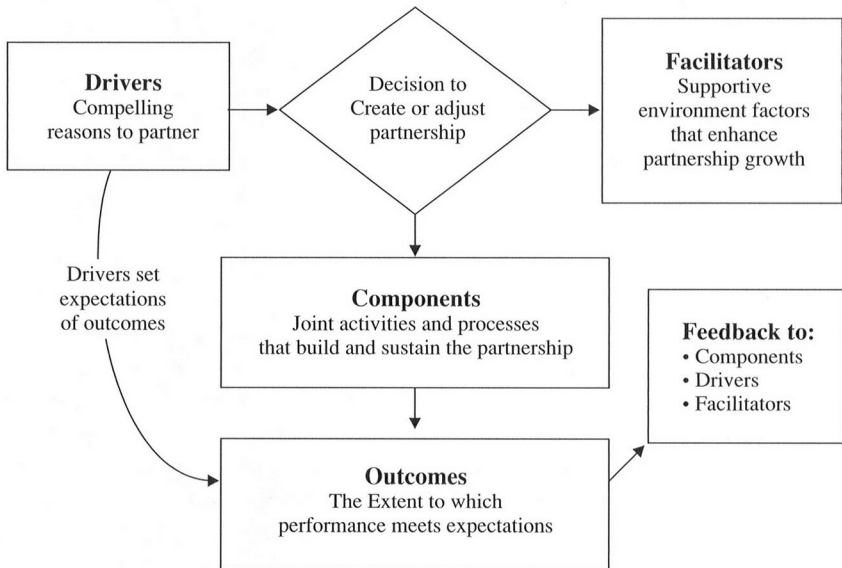 Drivers
Compelling
reasons to partner
Decision to
Create or adjust
partnership
Facilitators
Supportive
environment factors
that enhance
partnership growth
Drivers set
expectations
of outcomes
Components
Joint activities and processes
that build and sustain the partnership
Feedback to:
• Components
• Drivers
• Facilitators
Outcomes
The Extent to which
performance meets expectations